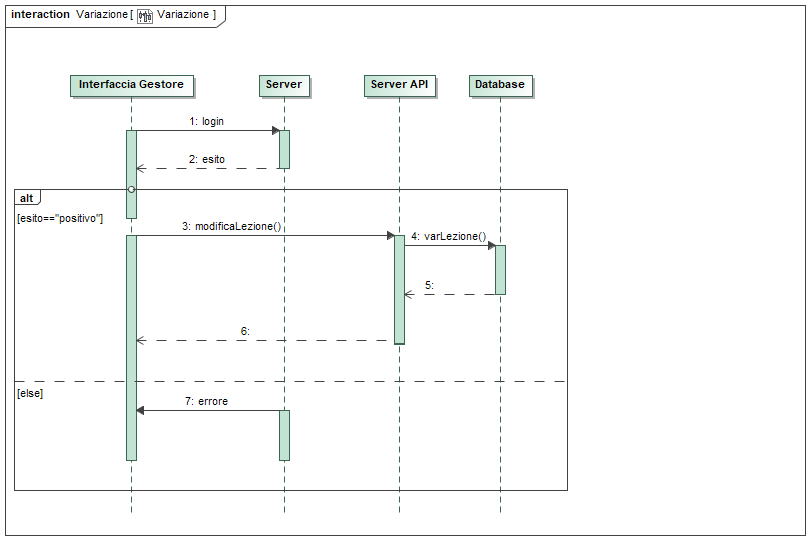 interaction Variazione [ Variazione ]
Interfaccia Gestore
Server
Server API
Database
1: login
2: esito
alt
[esito=="positivo"]
3: modificaLezione()
4: varLezione()
5:
6:
[else]
7: errore